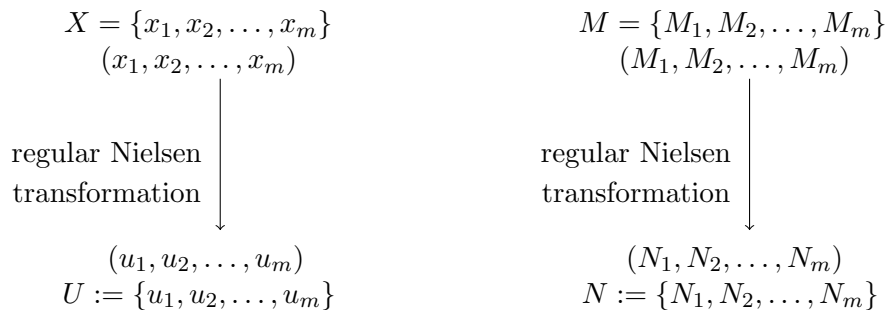 X = {x_1, x_2, . . . , x_m}
(x_1, x_2, . . . , x_m)
regular Nielsen
transformation
(u_1, u_2, . . . , u_m)
U := {u_1, u_2, . . . , u_m}
M = {M_1, M_2, . . . , M_m}
(M_1, M_2, . . . , M_m)
regular Nielsen
transformation
(N_1, N_2, . . . , N_m)
N := {N_1, N_2, . . . , N_m}